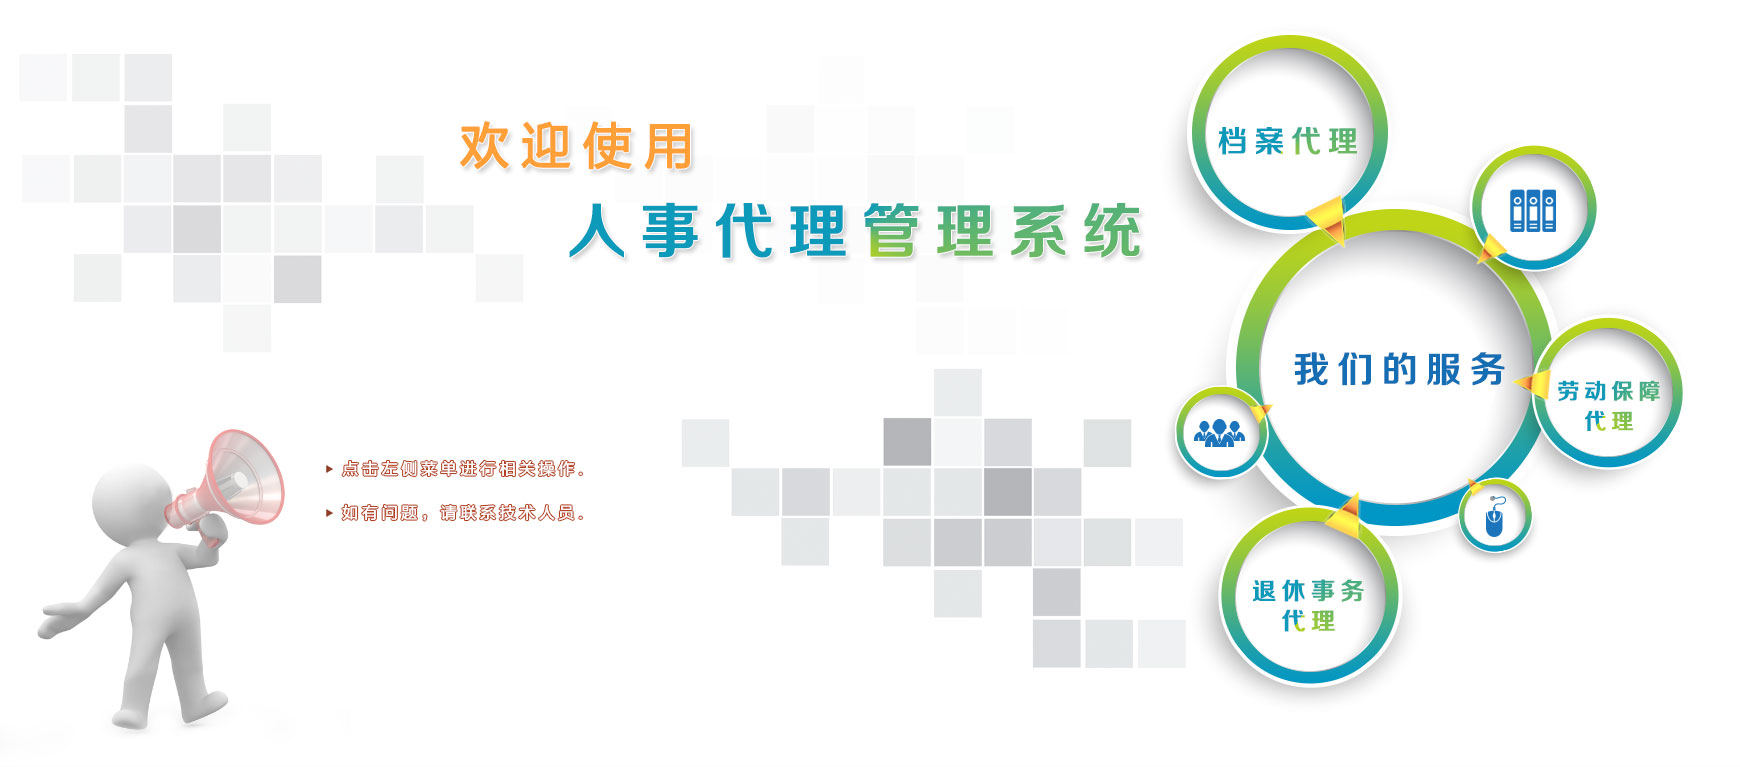 欢迎使用
人事代理管理系统
点击左侧菜单进行相关操作.
如有问题，请联系技术人员.
档案代理
我们的服务
劳动保障
代理
退休事务
代理